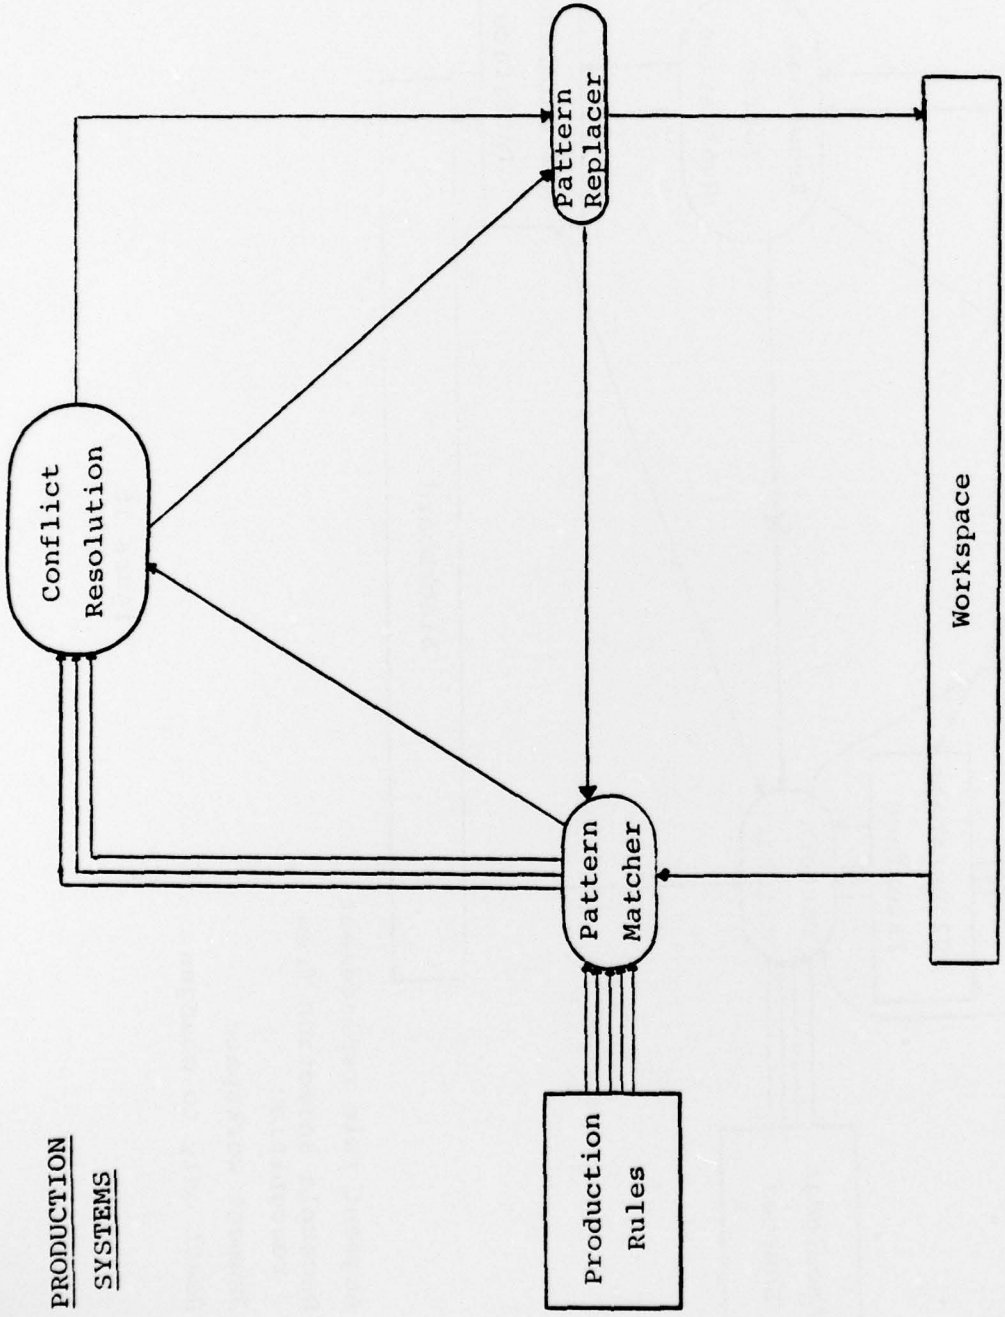 PRODUCTION
SYSTEMS
Conflict
Resolution
Pattern
Replacer
Pattern
Matcher
Production
Rules
Workspace